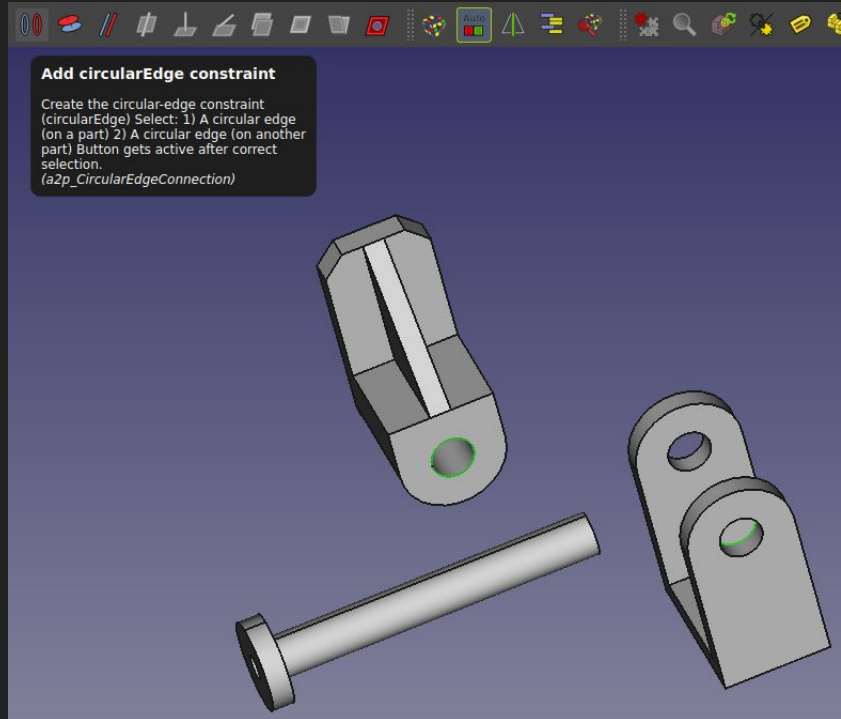 Auto
Add circularEdge constraint
Create the circular-edge constraint
(circularEdge) Select: 1) A circular edge
(on a part) 2) A circular edge (on another
part) Button gets active after correct
selection.
(a2p_CircularEdgeConnection)